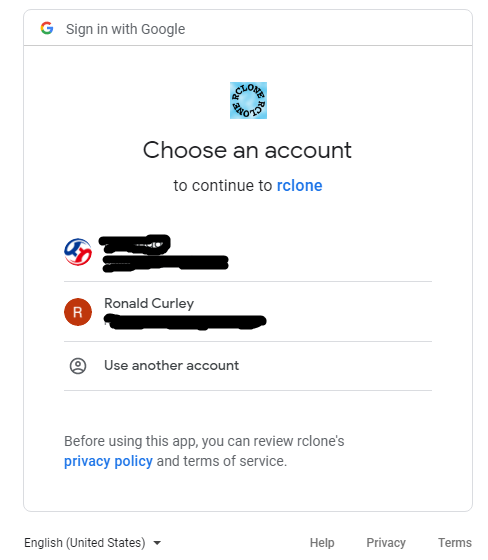 Sign in with Google
RCLONE RCLONE
Choose an account
to continue to rclone
Ronald Curley
R
Use another account
Before using this app, you can review rclone's
privacy policy and terms of service.
English (United States)
Help Privacy Terms